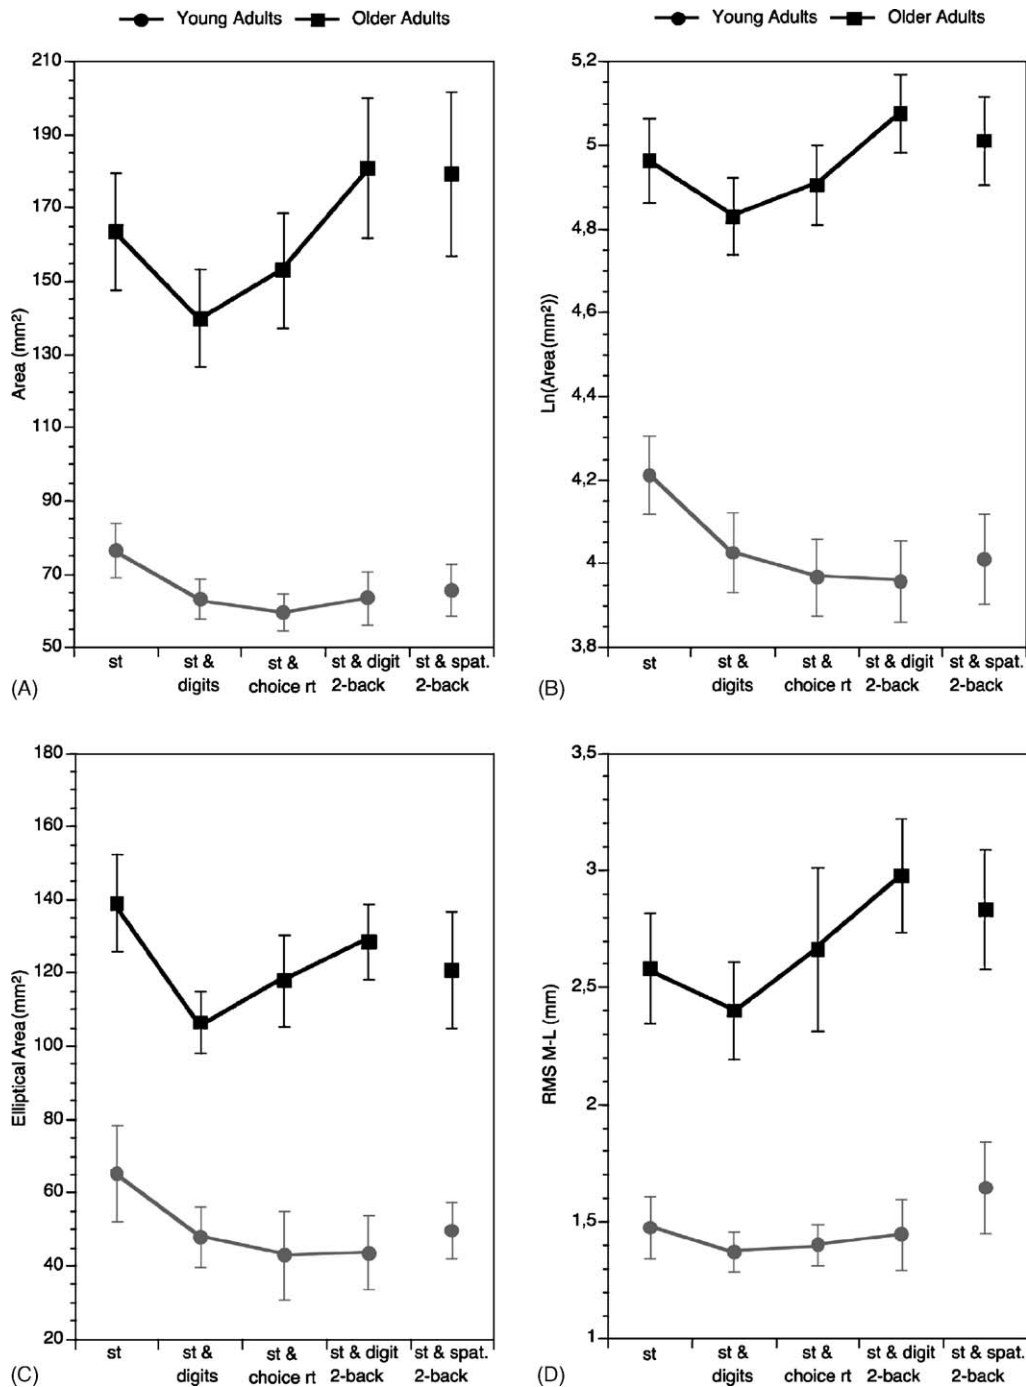 Young Adults Older Adults
Young Adults Older Adults
210
190
170
150
130
110
90
70
50
Area (mm²)
st
st & digits
st & choice rt
st & digit 2-back
st & spat. 2-back
(A)
5,2
5
4,8
4,6
4,4
4,2
4
3,8
Ln(Area (mm²))
st
st & digits
st & choice rt
st & digit 2-back
st & spat. 2-back
(B)
180
160
140
120
100
80
60
40
20
Elliptical Area (mm²)
st
st & digits
st & choice rt
st & digit 2-back
st & spat. 2-back
(C)
3,5
3
2,5
2
1,5
1
RMS M-L (mm)
st
st & digits
st & choice rt
st & digit 2-back
st & spat. 2-back
(D)